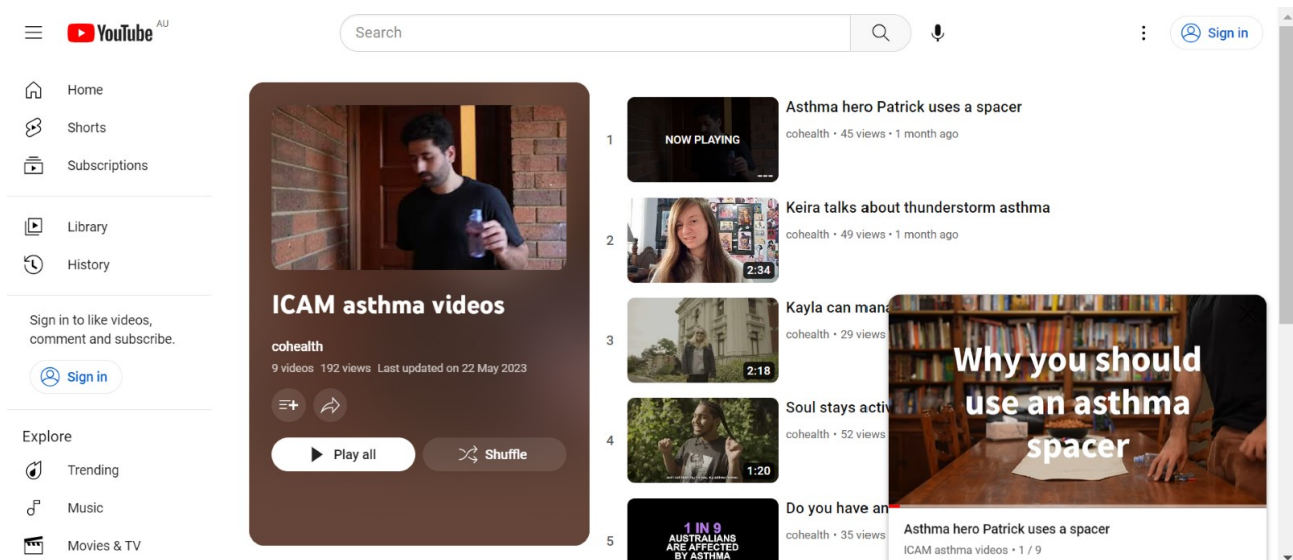 YouTube AU
Search
Sign in
Home
Shorts
Subscriptions
Library
History
Sign in to like videos,
comment and subscribe.
Sign in
Explore
Trending
Music
Movies & TV
ICAM asthma videos
cohealth
9 videos 192 views Last updated on 22 May 2023
Play all
Shuffle
1
NOW PLAYING
Asthma hero Patrick uses a spacer
cohealth • 45 views • 1 month ago
2
2:34
Keira talks about thunderstorm asthma
cohealth • 49 views • 1 month ago
3
2:18
Kayla can mana
cohealth • 29 views
4
1:20
Soul stays activ
cohealth • 52 views
5
1 IN 9
AUSTRALIANS
ARE AFFECTED
BY ASTHMA
Do you have an
cohealth • 35 views
Why you should
use an asthma
spacer
Asthma hero Patrick uses a spacer
ICAM asthma videos • 1 / 9